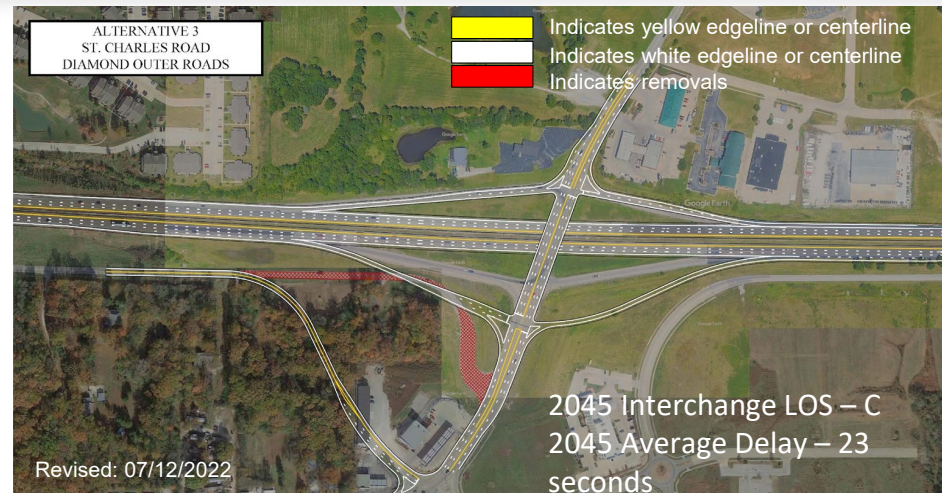 ALTERNATIVE 3
ST. CHARLES ROAD
DIAMOND OUTER ROADS
Indicates yellow edgeline or centerline
Indicates white edgeline or centerline
Indicates removals
Google Earth
Google Earth
2045 Interchange LOS – C
2045 Average Delay – 23
seconds
Revised: 07/12/2022